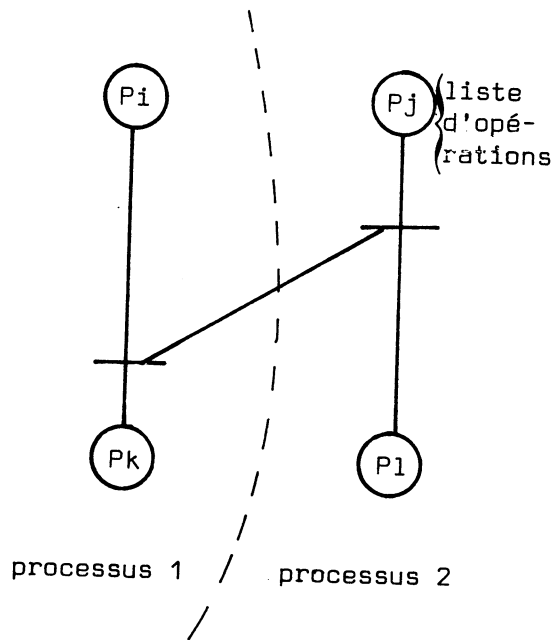 Pi
Pj
liste
d'opé-
rations
Pk
Pl
processus 1
processus 2